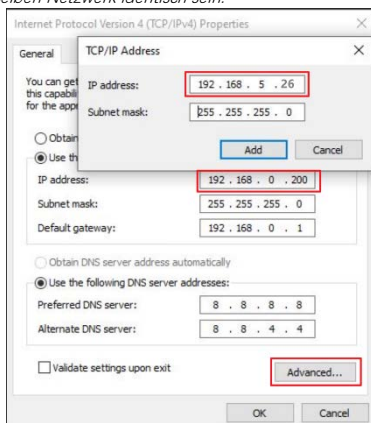 selben Netzwerk identisch sein.
Internet Protocol Version 4 (TCP/IPv4) Properties
General
TCP/IP Address
You can get
this capabili
for the appr
IP address: 192 . 168 . 5 . 26
Subnet mask: 255 . 255 . 255 . 0
Add Cancel
Obtain
Use th
IP address: 192 . 168 . 0 . 200
Subnet mask: 255 . 255 . 255 . 0
Default gateway: 192 . 168 . 0 . 1
Obtain DNS server address automatically
Use the following DNS server addresses:
Preferred DNS server: 8 . 8 . 8 . 8
Alternate DNS server: 8 . 8 . 4 . 4
Validate settings upon exit
Advanced...
OK Cancel